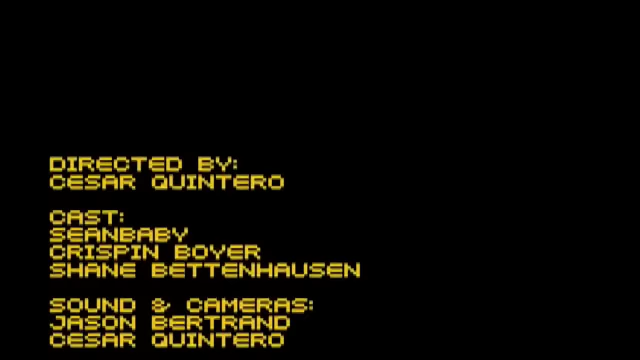 DIRECTED BY:
CESAR QUINTERO
CAST:
SEANBABY
CRISPIN BOYER
SHANE BETTENHAUSEN
SOUND & CAMERAS:
JASON BERTRAND
CESAR QUINTERO